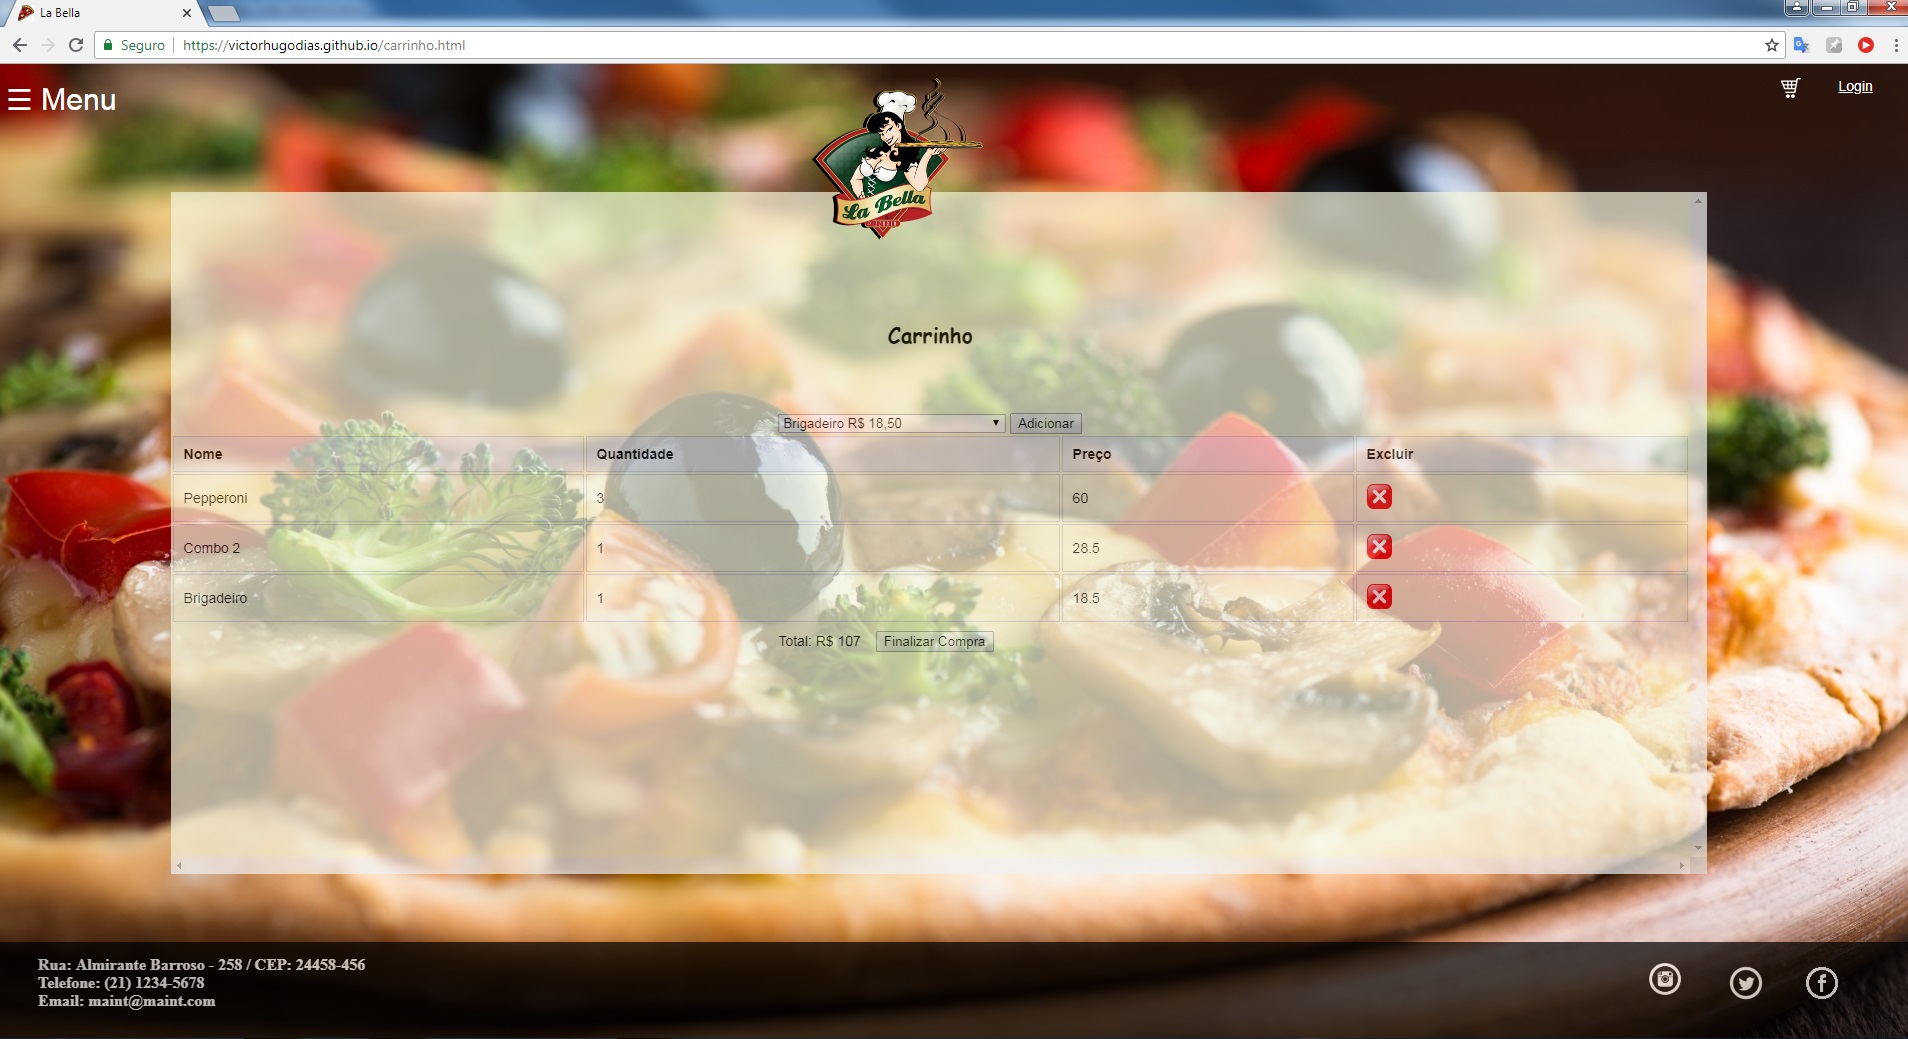 La Bella
Seguro https://victorhugodias.github.io/carrinho.html
☰ Menu
Login
La Bella
Carrinho
Brigadeiro R$ 18,50 Adicionar
Nome Quantidade Preço Excluir
Pepperoni 3 60
Combo 2 1 28.5
Brigadeiro 1 18.5
Total: R$ 107 Finalizar Compra
Rua: Almirante Barroso - 258 / CEP: 24458-456
Telefone: (21) 1234-5678
Email: maint@maint.com